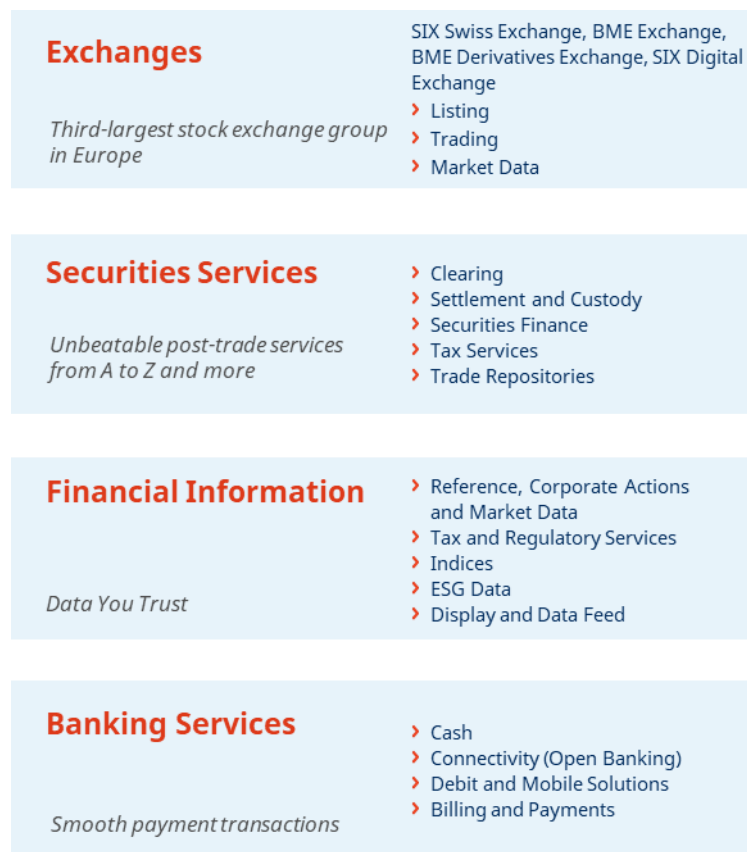 Exchanges
Third-largest stock exchange group
in Europe
SIX Swiss Exchange, BME Exchange,
BME Derivatives Exchange, SIX Digital
Exchange
› Listing
› Trading
› Market Data
Securities Services
Unbeatable post-trade services
from A to Z and more
› Clearing
› Settlement and Custody
› Securities Finance
› Tax Services
› Trade Repositories
Financial Information
Data You Trust
› Reference, Corporate Actions
and Market Data
› Tax and Regulatory Services
› Indices
› ESG Data
› Display and Data Feed
Banking Services
Smooth payment transactions
› Cash
› Connectivity (Open Banking)
› Debit and Mobile Solutions
› Billing and Payments